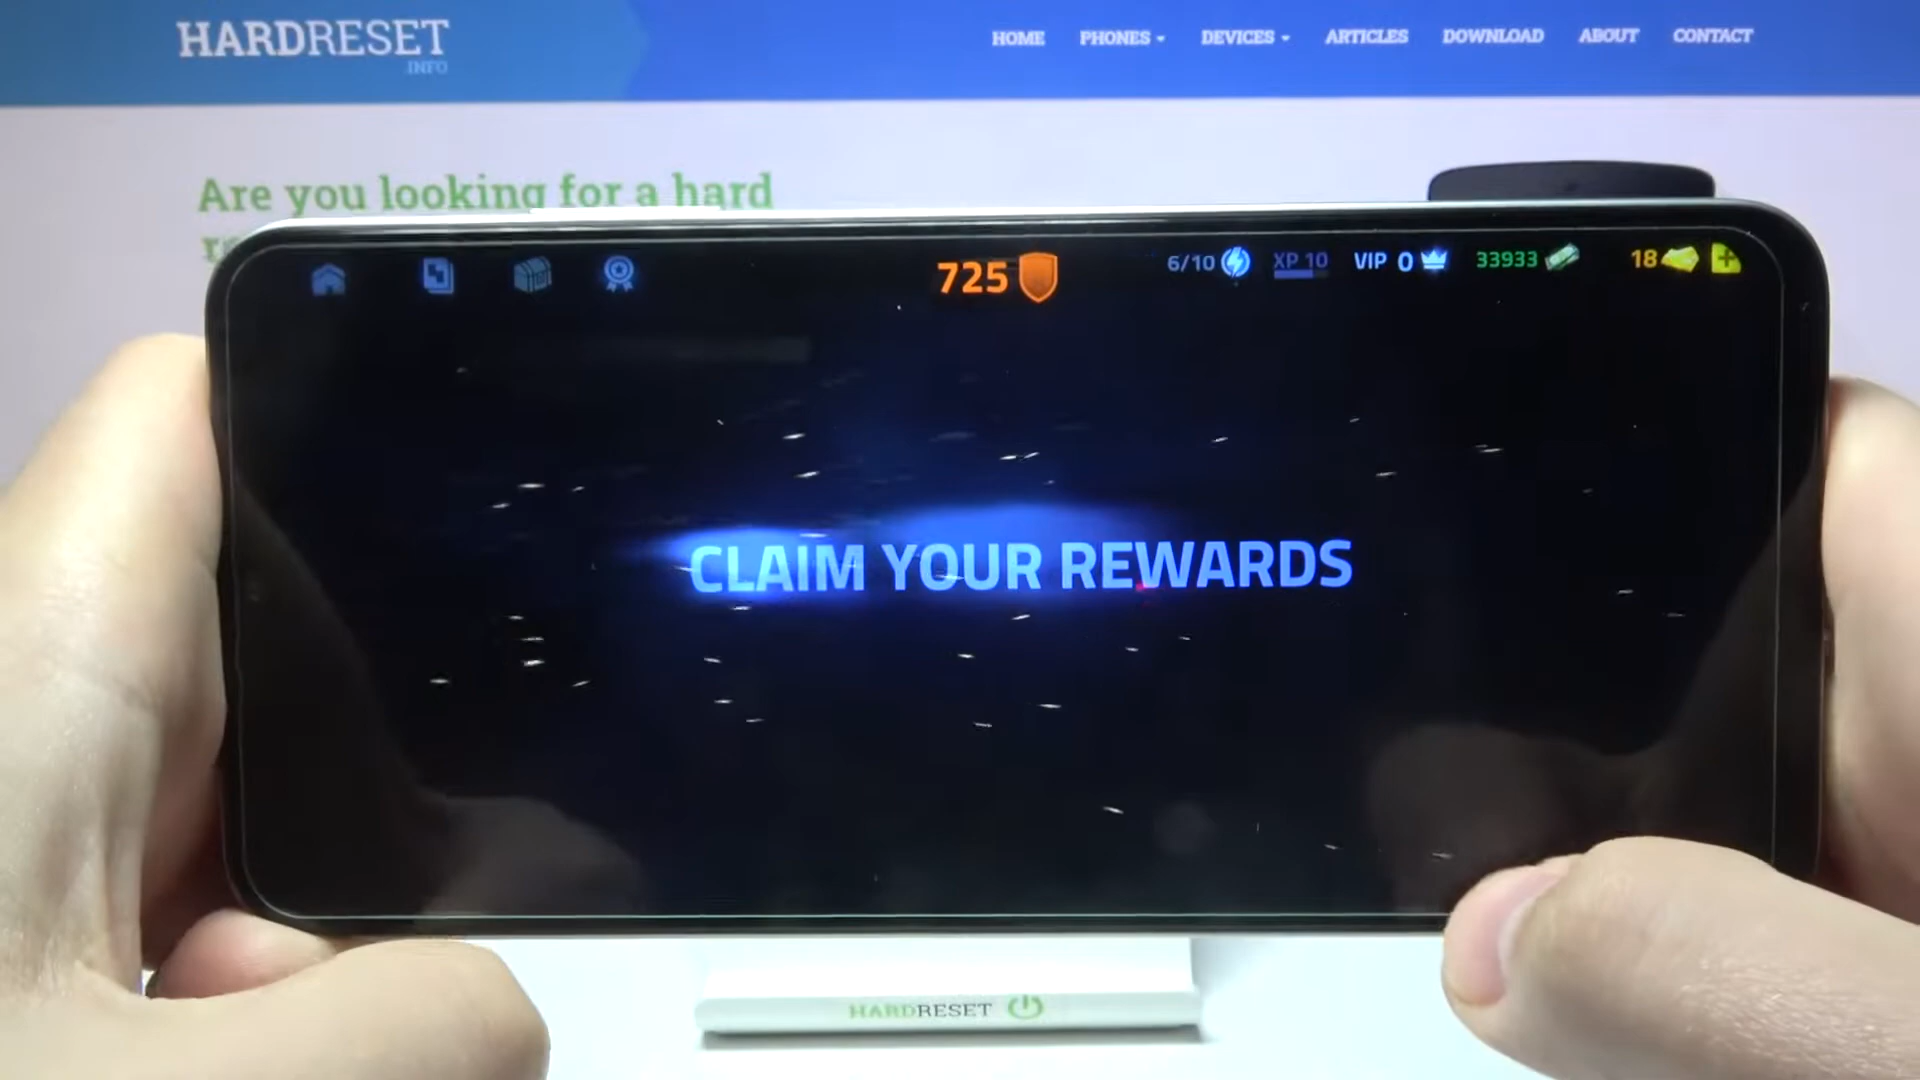 HARDRESET
.INFO
HOME PHONES DEVICES ARTICLES DOWNLOAD ABOUT CONTACT
Are you looking for a hard
725
6/10 XP 10 VIP 0 33933 18
CLAIM YOUR REWARDS
HARDRESET